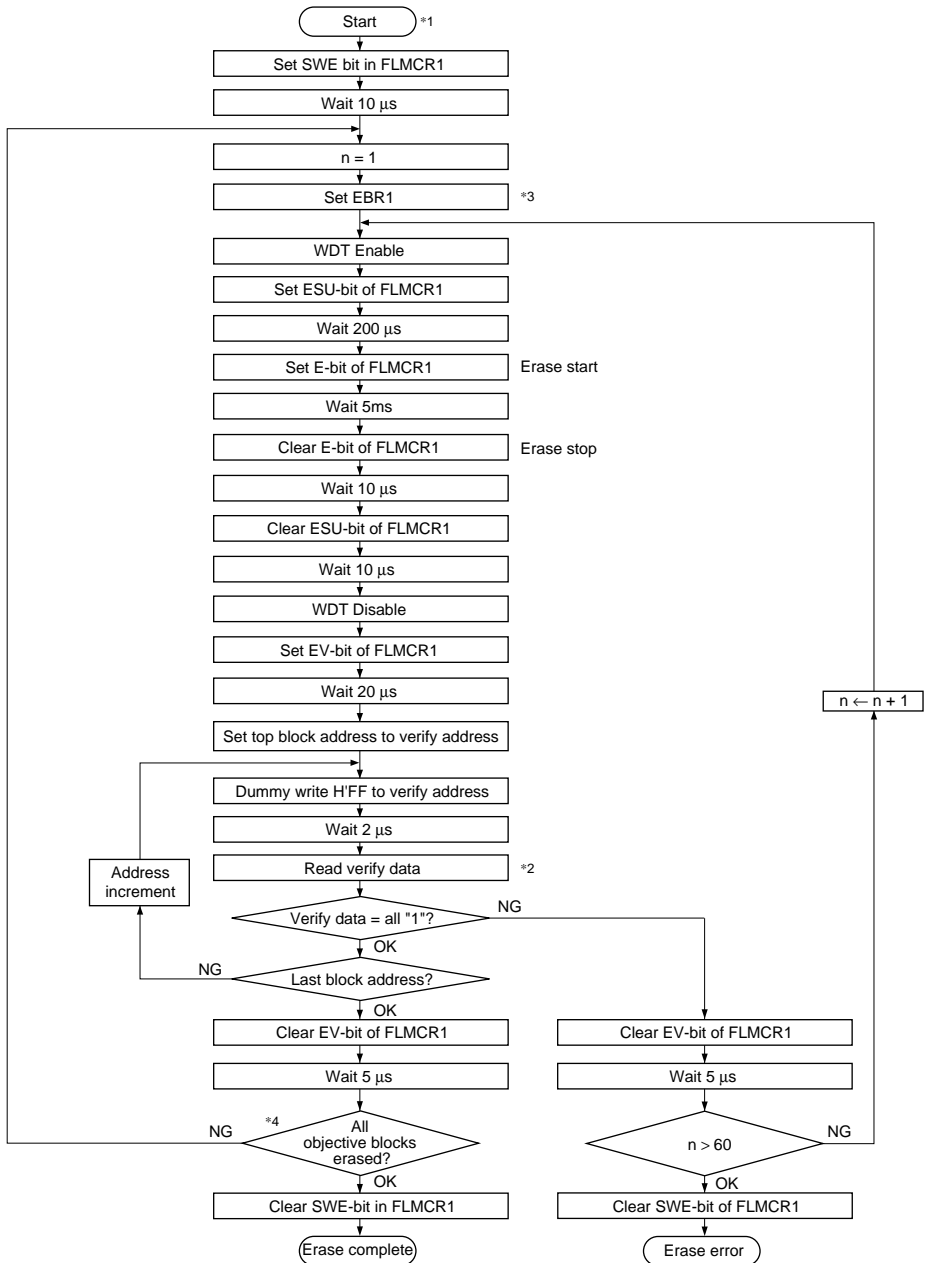 Start
*1
Set SWE bit in FLMCR1
Wait 10 µs
n = 1
Set EBR1
*3
WDT Enable
Set ESU-bit of FLMCR1
Wait 200 µs
Set E-bit of FLMCR1
Erase start
Wait 5ms
Clear E-bit of FLMCR1
Erase stop
Wait 10 µs
Clear ESU-bit of FLMCR1
Wait 10 µs
WDT Disable
Set EV-bit of FLMCR1
Wait 20 µs
n ← n + 1
Set top block address to verify address
Dummy write H'FF to verify address
Wait 2 µs
Address
increment
Read verify data
*2
Verify data = all "1"?
NG
OK
NG
Last block address?
OK
Clear EV-bit of FLMCR1
Clear EV-bit of FLMCR1
Wait 5 µs
Wait 5 µs
NG
*4
All
objective blocks
erased?
n > 60
NG
OK
OK
Clear SWE-bit in FLMCR1
Clear SWE-bit of FLMCR1
Erase complete
Erase error